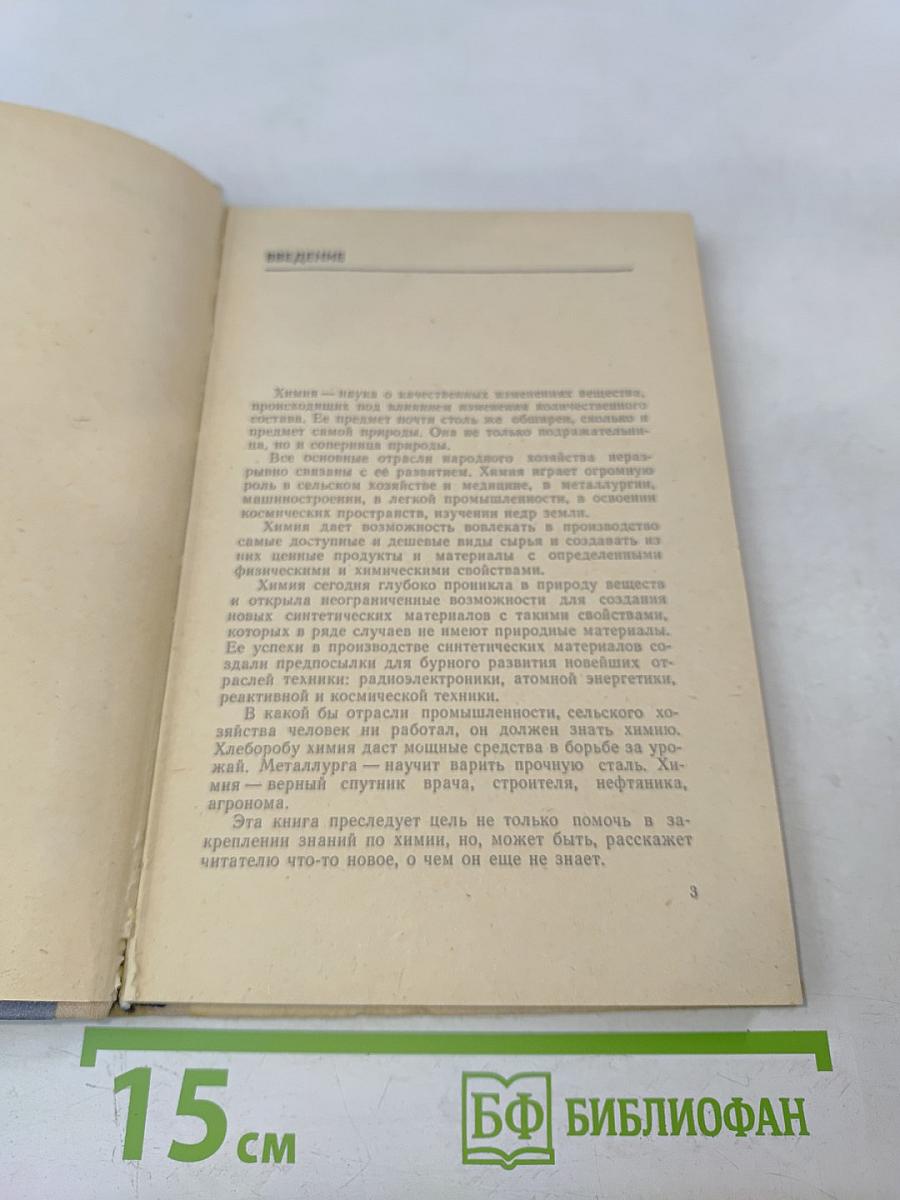 ВВЕДЕНИЕ
Химия — наука о качественных изменениях вещества,
происходящих под влиянием изменения количественного
состава. Ее предмет почти столь же обширен, сколько и
предмет самой природы. Она не только подражательни-
ца, но и соперница природы.
Все основные отрасли народного хозяйства нераз-
рывно связаны с её развитием. Химия играет огромную
роль в сельском хозяйстве и медицине, в металлургии,
машиностроении, в легкой промышленности, в освоении
космических пространств, изучении недр земли.
Химия дает возможность вовлекать в производство
самые доступные и дешевые виды сырья и создавать из
них ценные продукты и материалы с определенными
физическими и химическими свойствами.
Химия сегодня глубоко проникла в природу веществ
и открыла неограниченные возможности для создания
новых синтетических материалов с такими свойствами,
которых в ряде случаев не имеют природные материалы.
Ее успехи в производстве синтетических материалов со-
здали предпосылки для бурного развития новейших от-
раслей техники: радиоэлектроники, атомной энергетики,
реактивной и космической техники.
В какой бы отрасли промышленности, сельского хо-
зяйства человек ни работал, он должен знать химию.
Хлеборобу химия даст мощные средства в борьбе за уро-
жай. Металлурга — научит варить прочную сталь. Хи-
мия — верный спутник врача, строителя, нефтяника,
агронома.
Эта книга преследует цель не только помочь в за-
креплении знаний по химии, но, может быть, расскажет
читателю что-то новое, о чем он еще не знает.
3
15 см
БФ БИБЛИОФАН